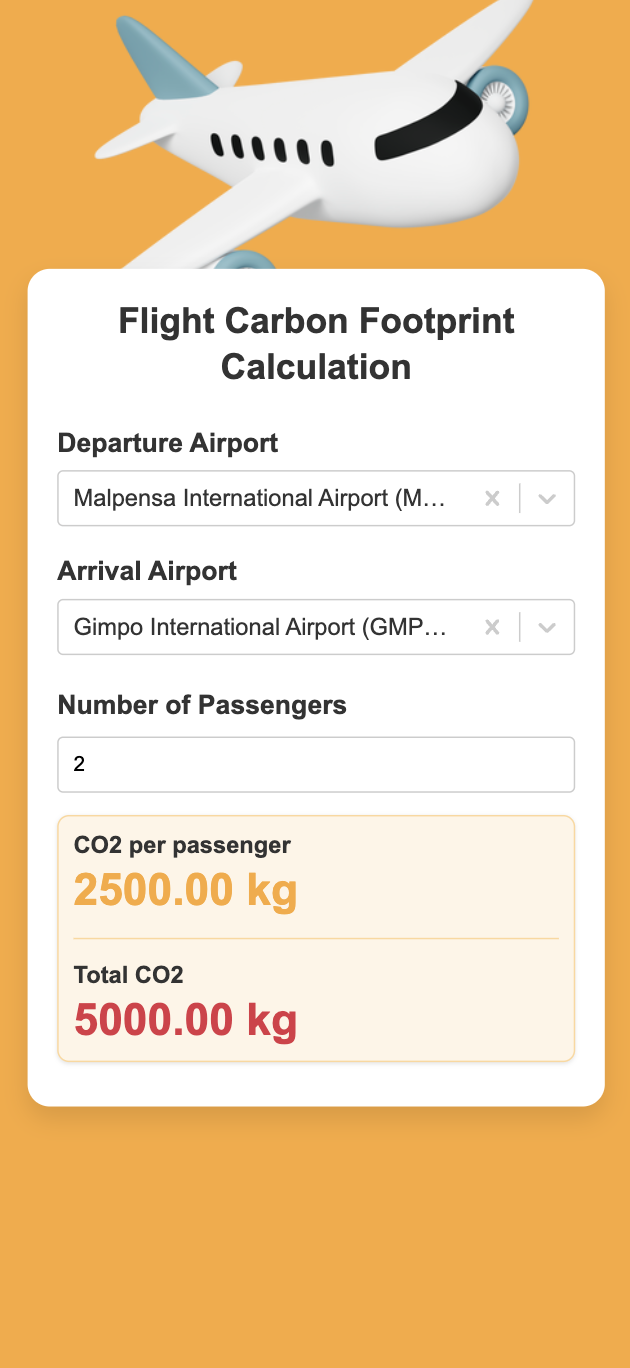 Flight Carbon Footprint
Calculation
Departure Airport
Malpensa International Airport (M...
Arrival Airport
Gimpo International Airport (GMP...
Number of Passengers
2
CO2 per passenger
2500.00 kg
Total CO2
5000.00 kg